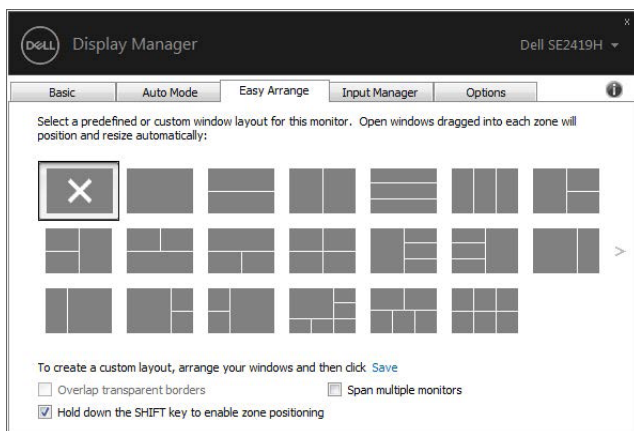 x
DELL Display Manager Dell SE2419H
Basic Auto Mode Easy Arrange Input Manager Options i
Select a predefined or custom window layout for this monitor. Open windows dragged into each zone will
position and resize automatically:
>
To create a custom layout, arrange your windows and then click Save
Overlap transparent borders Span multiple monitors
Hold down the SHIFT key to enable zone positioning